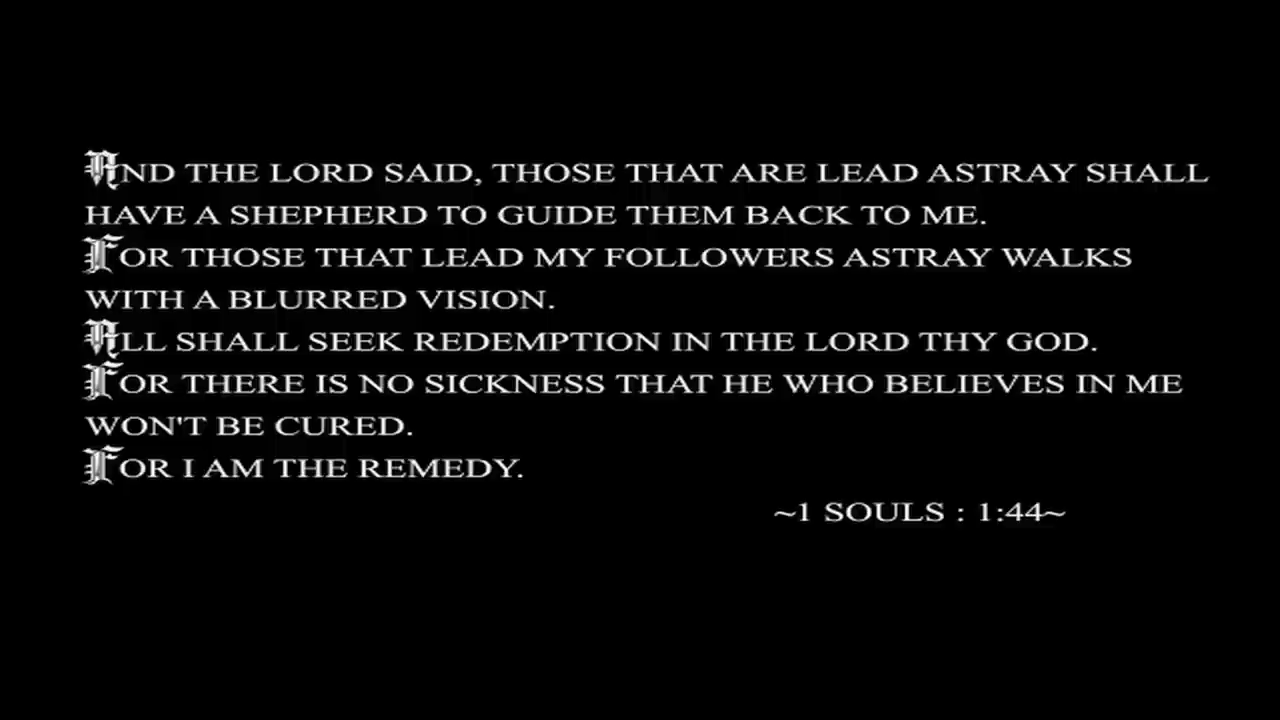 AND THE LORD SAID, THOSE THAT ARE LEAD ASTRAY SHALL
HAVE A SHEPHERD TO GUIDE THEM BACK TO ME.
FOR THOSE THAT LEAD MY FOLLOWERS ASTRAY WALKS
WITH A BLURRED VISION.
ALL SHALL SEEK REDEMPTION IN THE LORD THY GOD.
FOR THERE IS NO SICKNESS THAT HE WHO BELIEVES IN ME
WON'T BE CURED.
FOR I AM THE REMEDY.
~1 SOULS : 1:44~